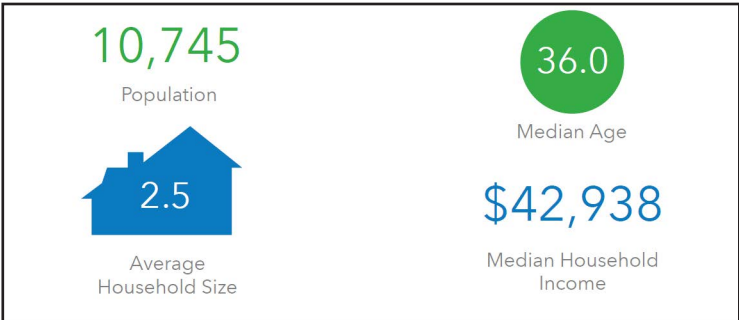 10,745
Population
36.0
Median Age
2.5
Average
Household Size
$42,938
Median Household
Income